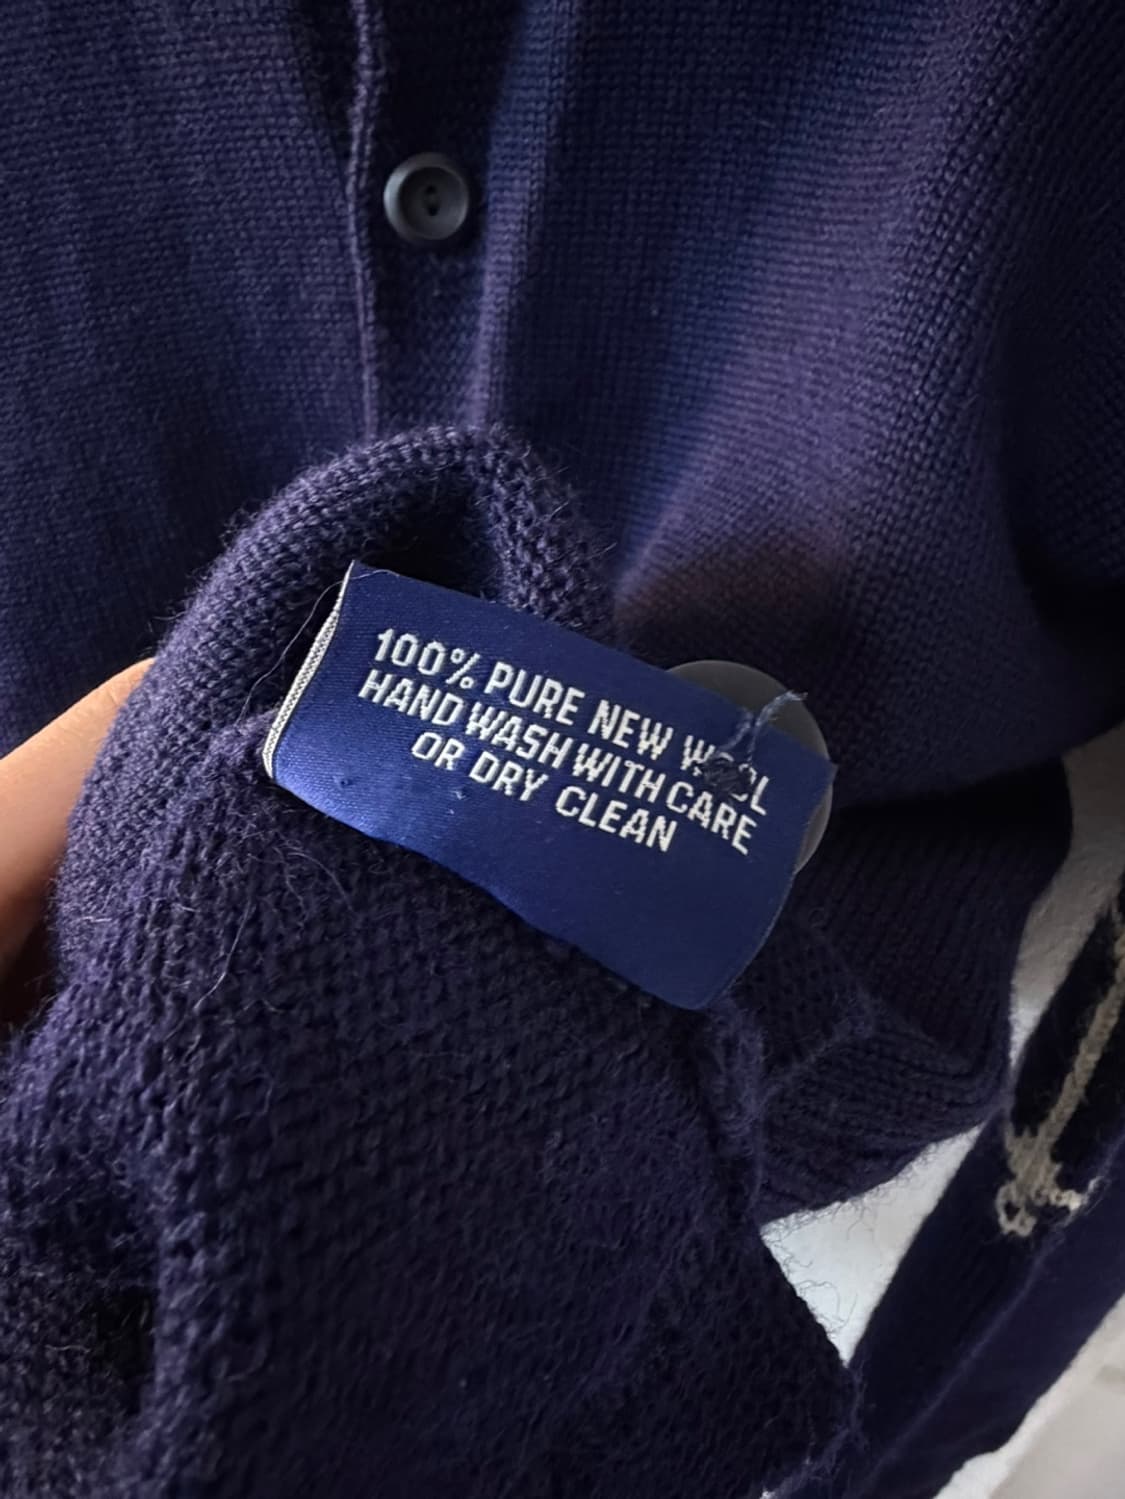 100% PURE NEW WOOL
HAND WASH WITH CARE
OR DRY CLEAN